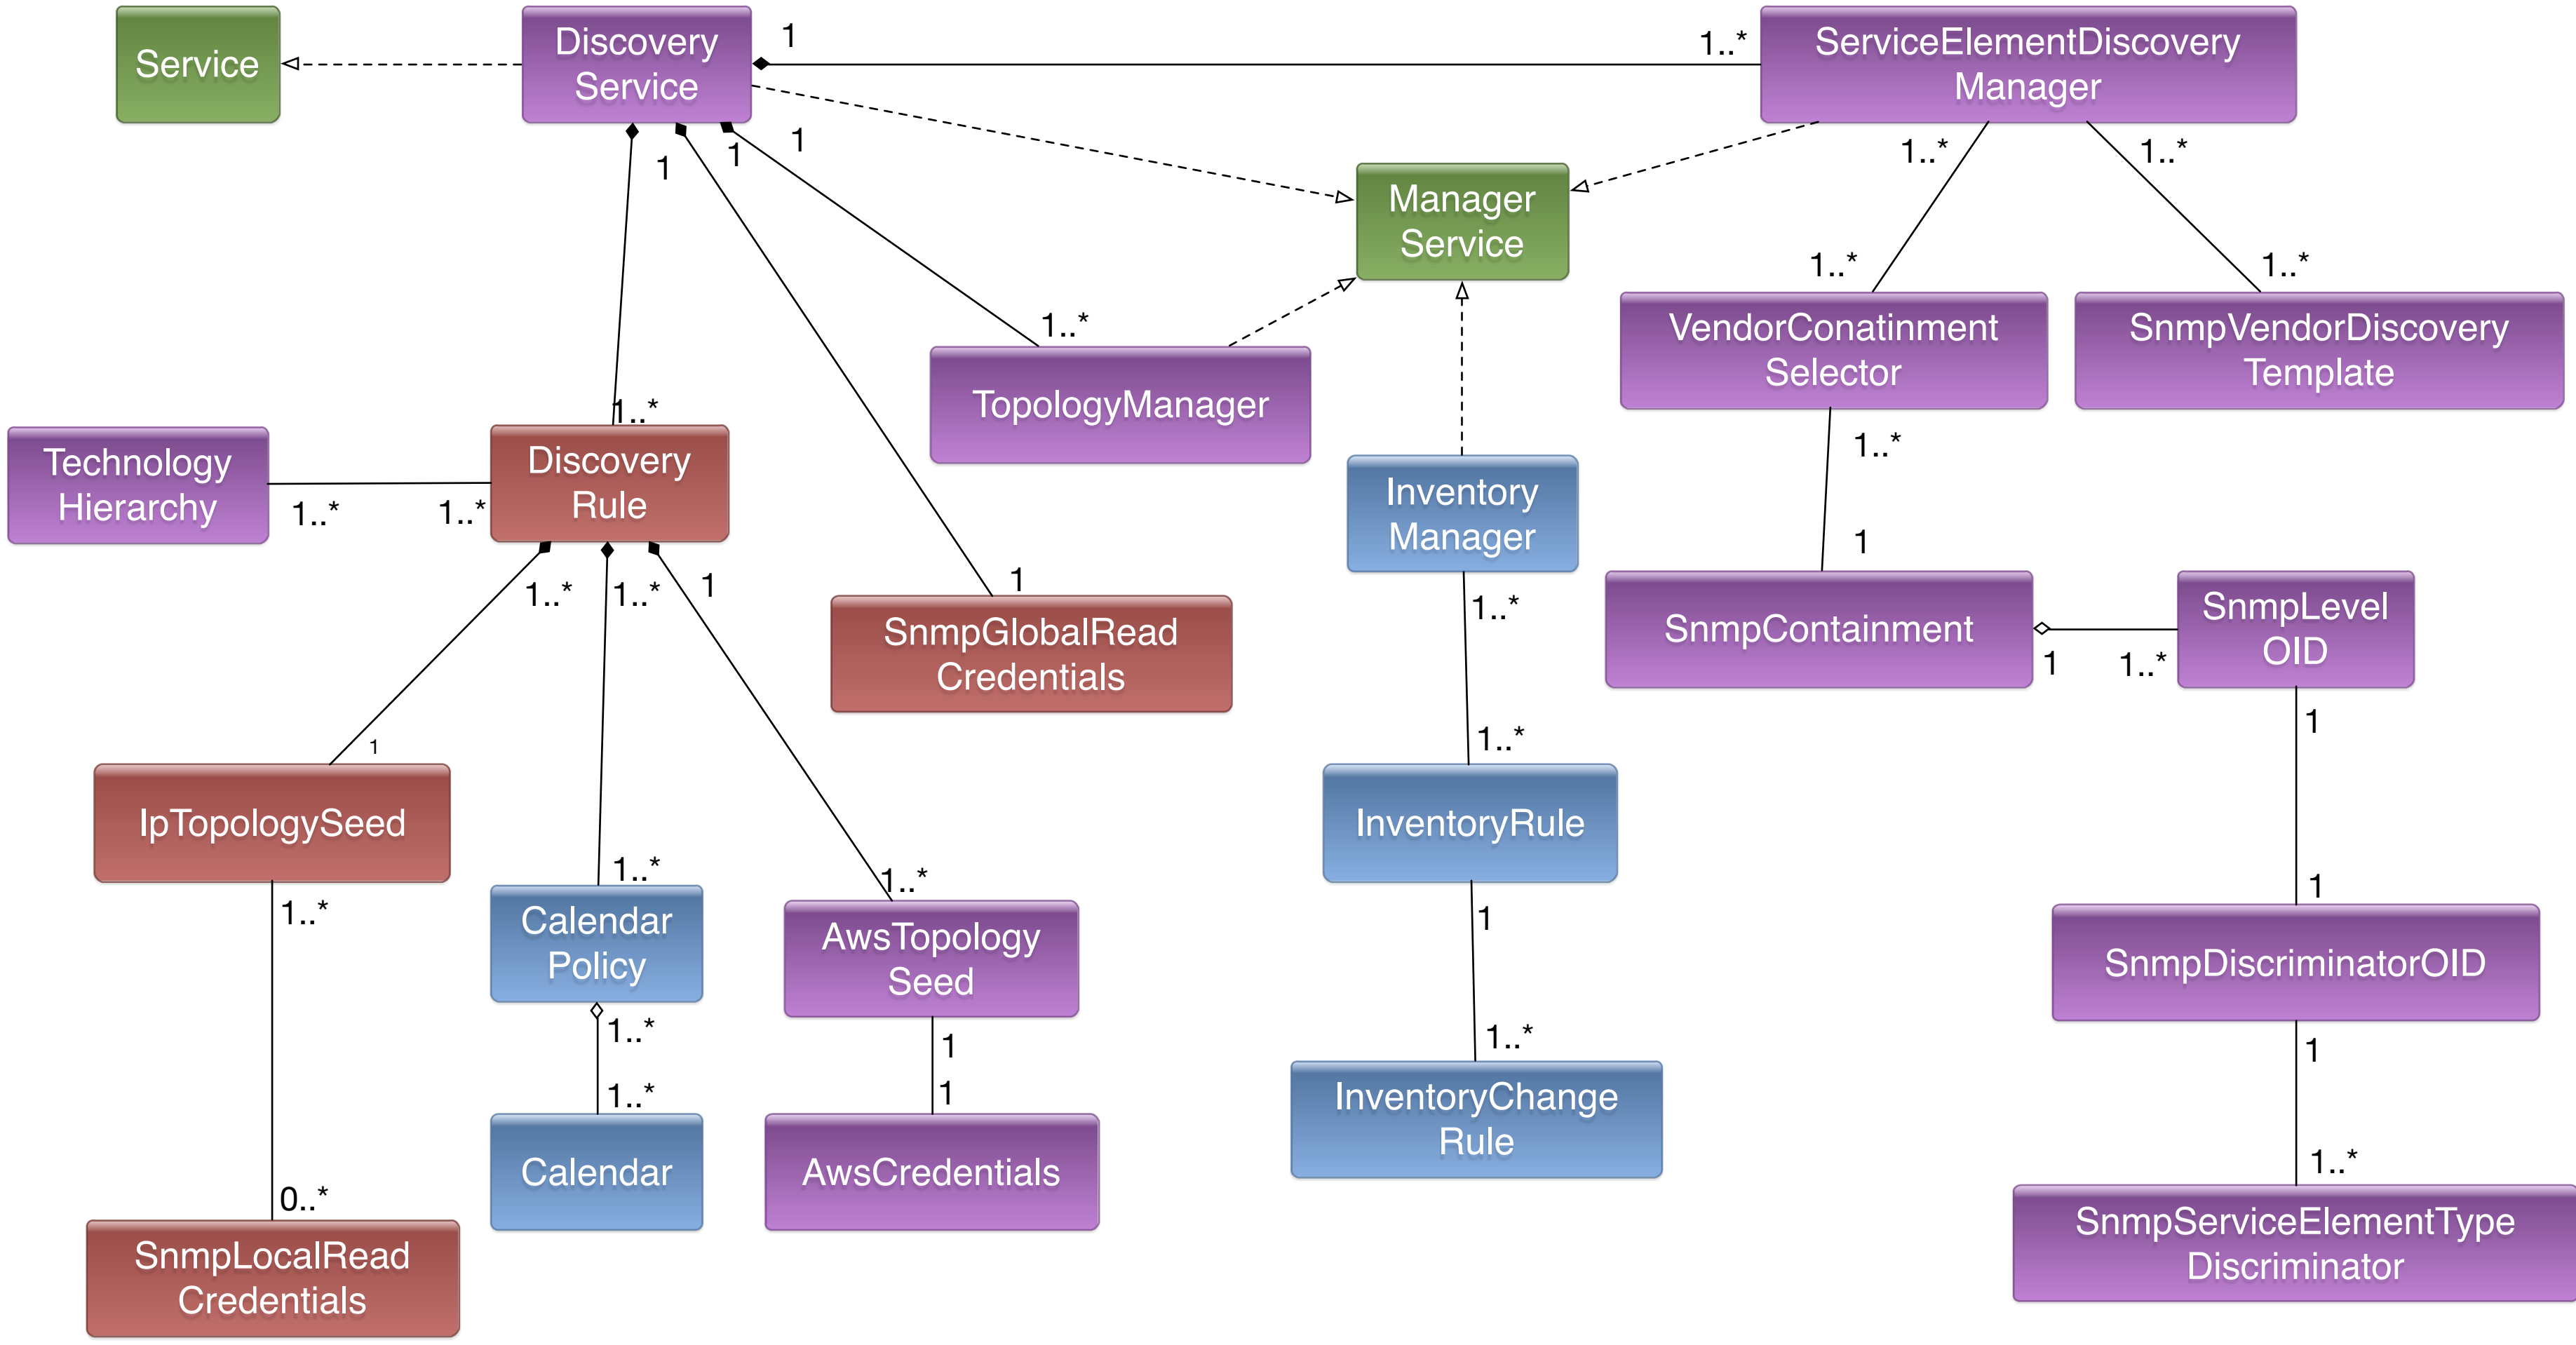 Service
Discovery
Service
1
1..*
ServiceElementDiscovery
Manager
1
1
1
1..*
1..*
Manager
Service
1..*
1..*
1..*
VendorConatinment
Selector
SnmpVendorDiscovery
Template
TopologyManager
1..*
Technology
Hierarchy
1..*
1..*
Discovery
Rule
1..*
1
Inventory
Manager
1..*
1..*
1
1
SnmpGlobalRead
Credentials
1..*
SnmpContainment
1
1..*
SnmpLevel
OID
1
1
IpTopologySeed
1..*
InventoryRule
1..*
1..*
1
1..*
Calendar
Policy
AwsTopology
Seed
1
1
SnmpDiscriminatorOID
1..*
1
1..*
1
1..*
1
InventoryChange
Rule
Calendar
AwsCredentials
1..*
0..*
SnmpLocalRead
Credentials
SnmpServiceElementType
Discriminator